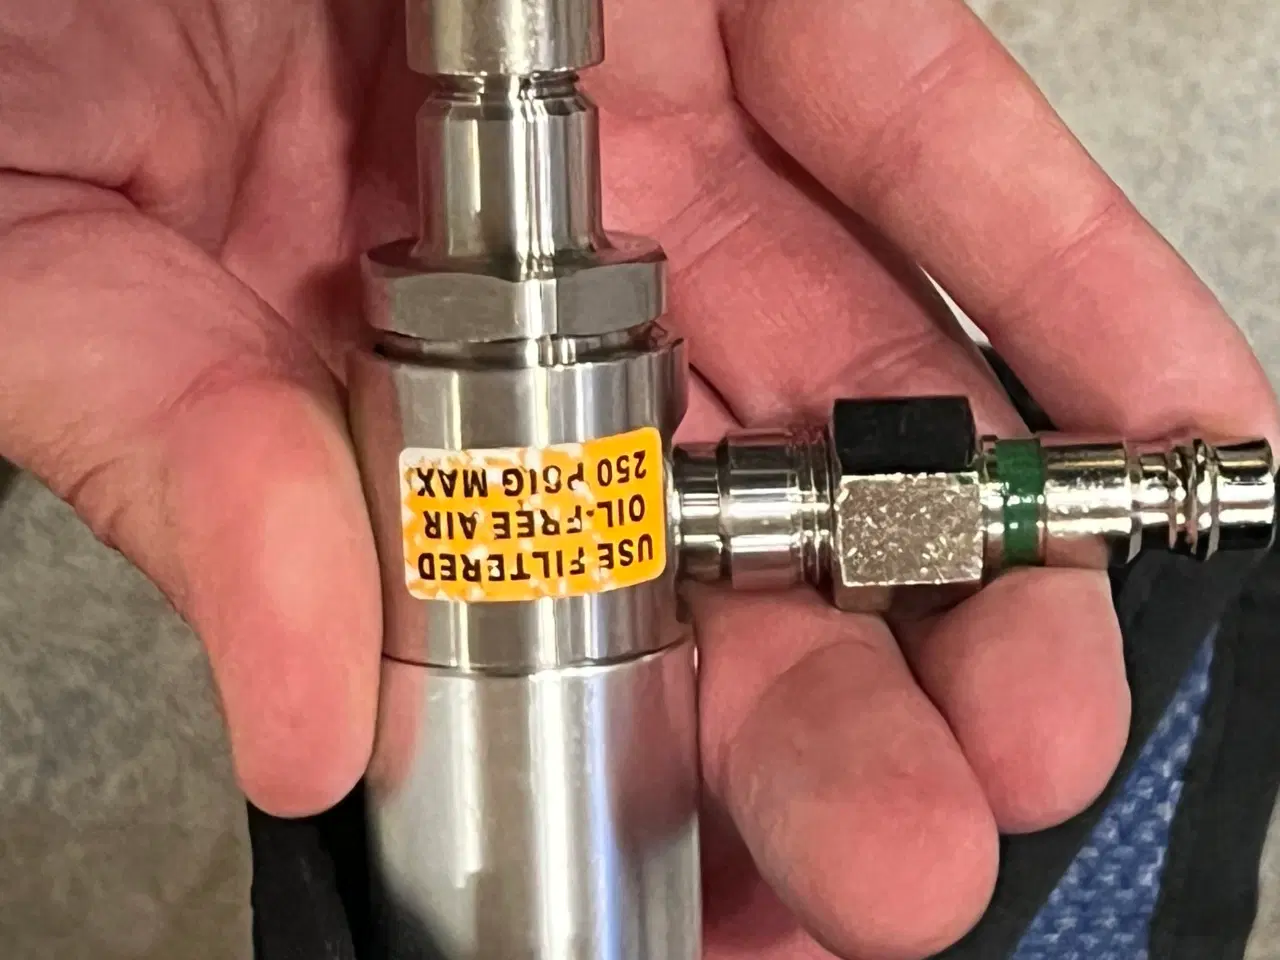 USE FILTERED
OIL-FREE AIR
250 PSIG MAX.